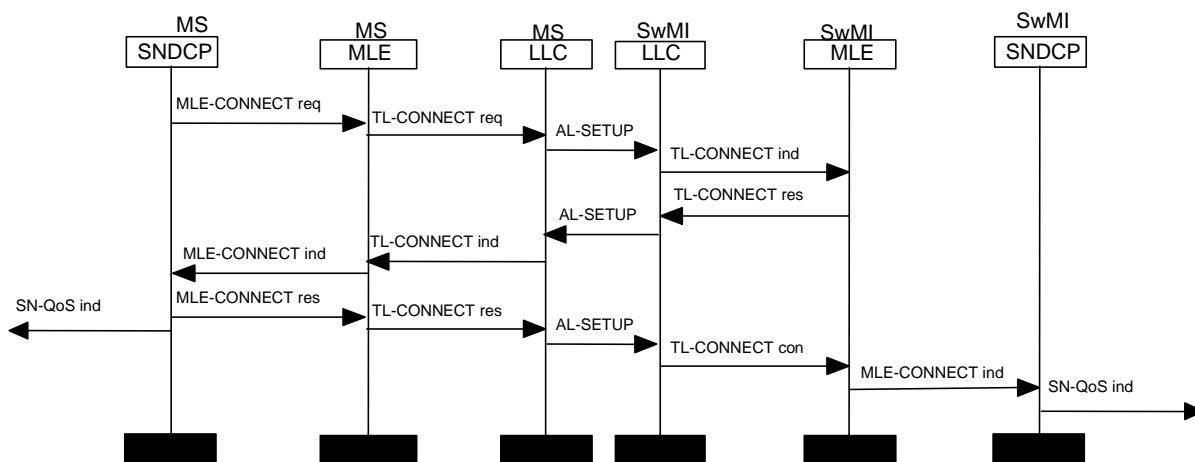 MS
MS
MS
SwMI
SwMI
SwMI
SNDCP
MLE
LLC
LLC
MLE
SNDCP
MLE-CONNECT req
TL-CONNECT req
AL-SETUP
TL-CONNECT ind
TL-CONNECT res
AL-SETUP
TL-CONNECT ind
MLE-CONNECT ind
MLE-CONNECT res
SN-QoS ind
TL-CONNECT res
AL-SETUP
TL-CONNECT con
MLE-CONNECT ind
SN-QoS ind